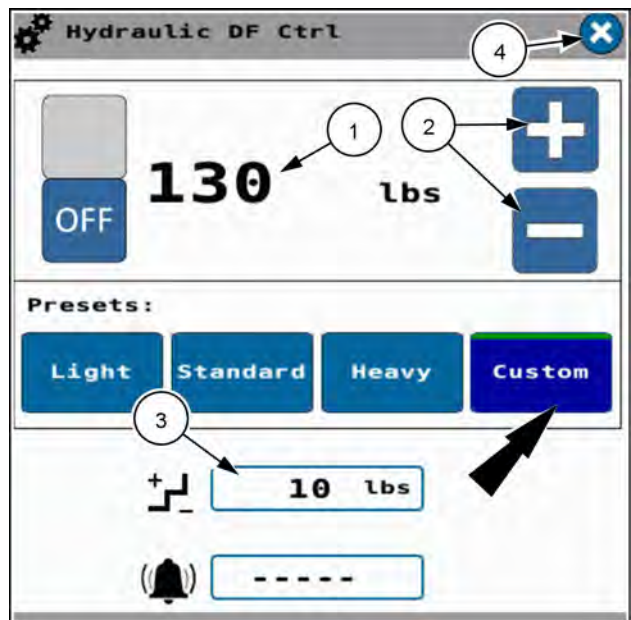 Hydraulic DF Ctrl
4
1
2
130 lbs
OFF
Presets:
Light Standard Heavy Custom
3
+
-
10 lbs
-----